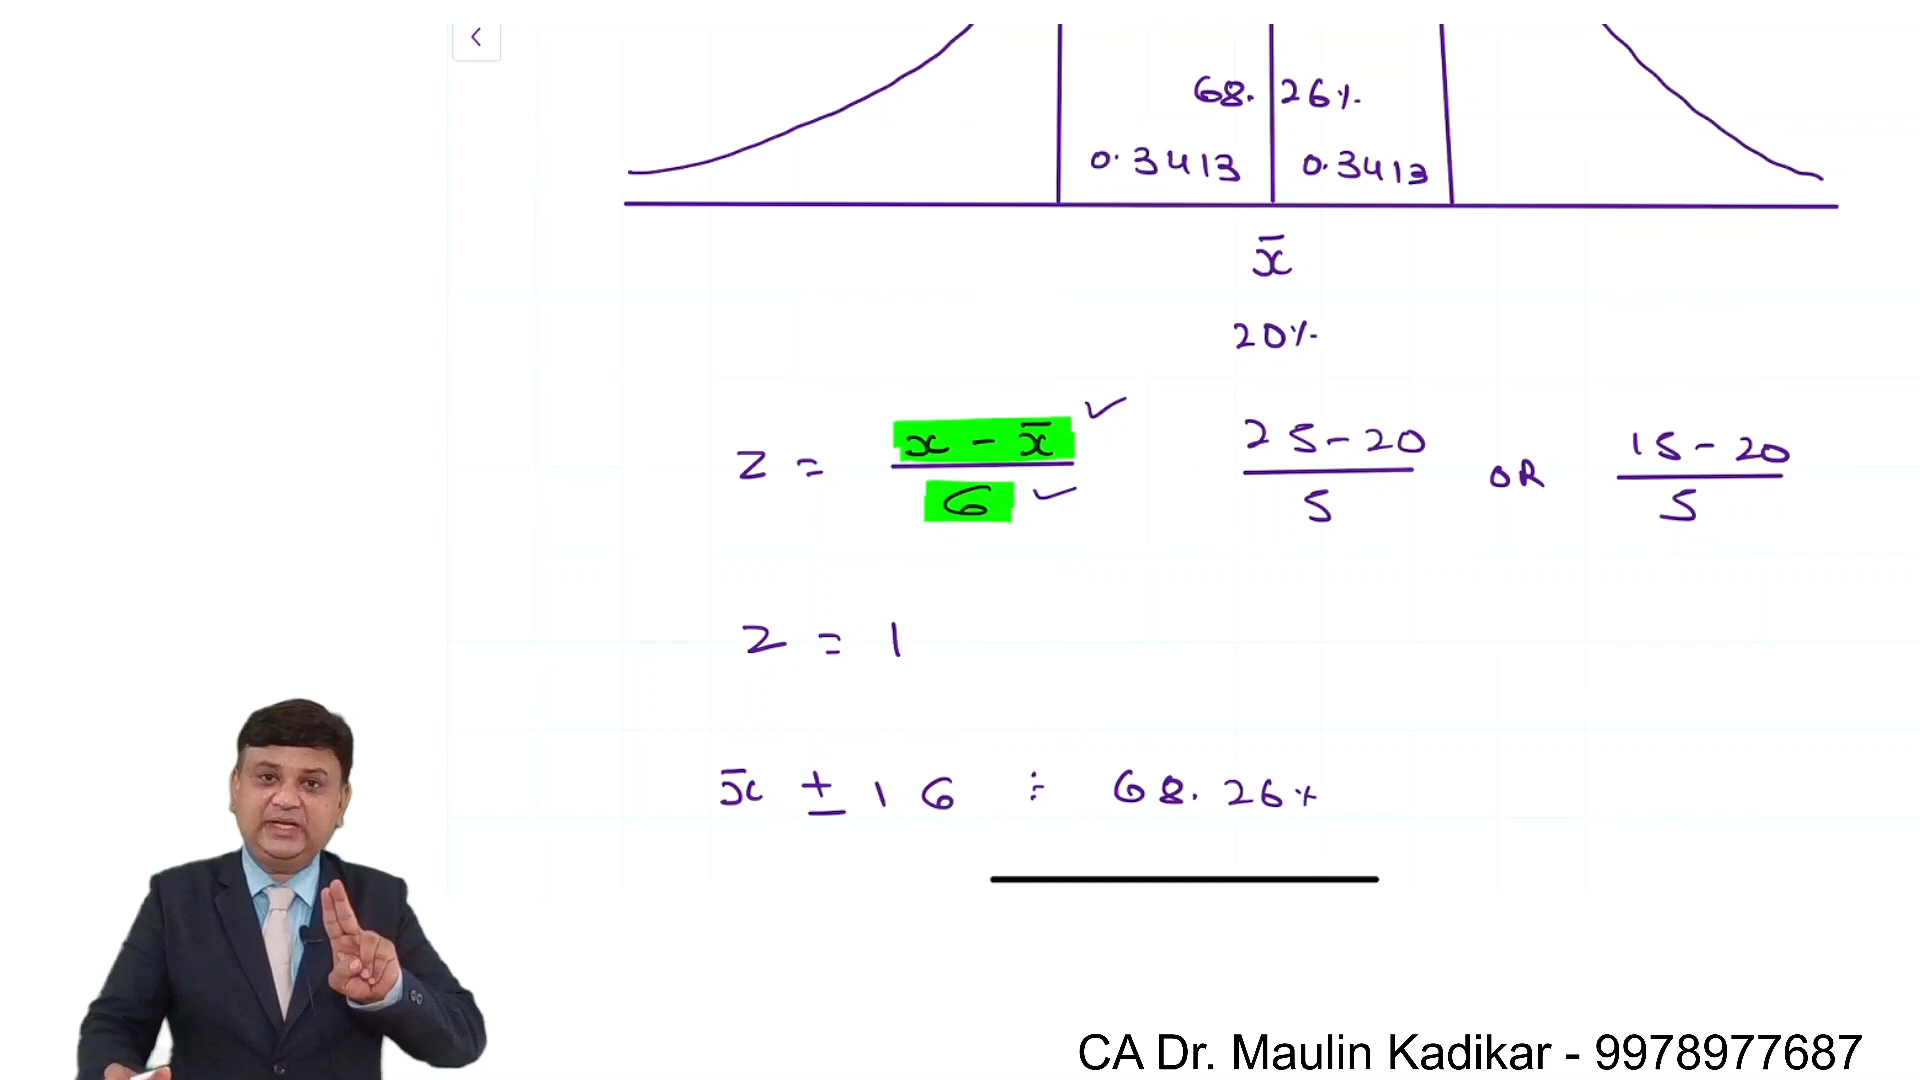 <
68.26%
0.3413 0.3413
x̄
20%
z = x - x̄ / σ ✓ ✓ 25-20 / 5 OR 15-20 / 5
z = 1
x̄ ± 1σ : 68.26%
CA Dr. Maulin Kadikar - 9978977687